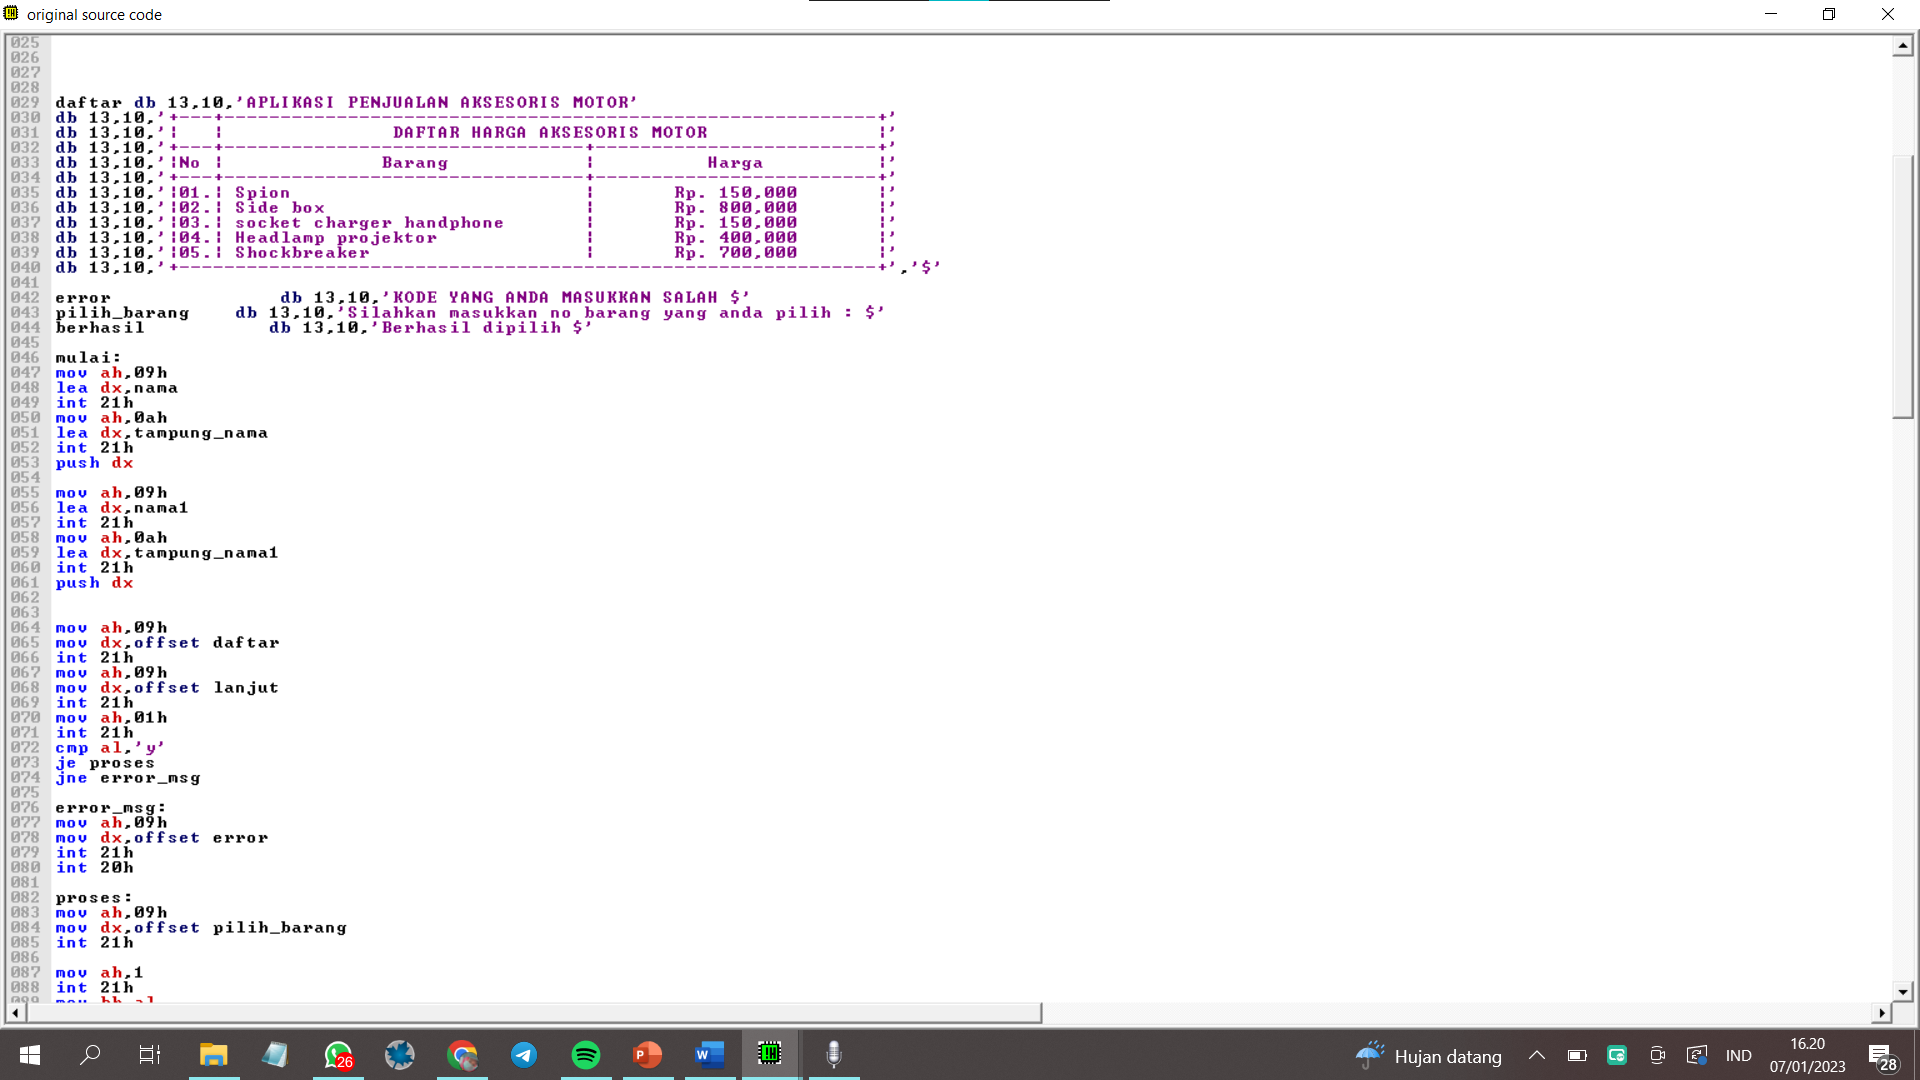 original source code
025
026
027
028
029 daftar db 13,10,'APLIKASI PENJUALAN AKSESORIS MOTOR'
030 db 13,10,'+---+-----------------------------------------------------------+'
031 db 13,10,'|   |               DAFTAR HARGA AKSESORIS MOTOR                |'
032 db 13,10,'+---+--------------------------------+--------------------------+'
033 db 13,10,'|No |              Barang            |          Harga           |'
034 db 13,10,'+---+--------------------------------+--------------------------+'
035 db 13,10,'|01.| Spion                          |       Rp. 150,000        |'
036 db 13,10,'|02.| Side box                       |       Rp. 800,000        |'
037 db 13,10,'|03.| socket charger handphone       |       Rp. 150,000        |'
038 db 13,10,'|04.| Headlamp projektor             |       Rp. 400,000        |'
039 db 13,10,'|05.| Shockbreaker                   |       Rp. 700,000        |'
040 db 13,10,'+---------------------------------------------------------------+','$'
041
042 error db 13,10,'KODE YANG ANDA MASUKKAN SALAH $'
043 pilih_barang db 13,10,'Silahkan masukkan no barang yang anda pilih : $'
044 berhasil db 13,10,'Berhasil dipilih $'
045
046 mulai:
047 mov ah,09h
048 lea dx,nama
049 int 21h
050 mov ah,0ah
051 lea dx,tampung_nama
052 int 21h
053 push dx
054
055 mov ah,09h
056 lea dx,nama1
057 int 21h
058 mov ah,0ah
059 lea dx,tampung_nama1
060 int 21h
061 push dx
062
063
064 mov ah,09h
065 mov dx,offset daftar
066 int 21h
067 mov ah,09h
068 mov dx,offset lanjut
069 int 21h
070 mov ah,01h
071 int 21h
072 cmp al,'y'
073 je proses
074 jne error_msg
075
076 error_msg:
077 mov ah,09h
078 mov dx,offset error
079 int 21h
080 int 20h
081
082 proses:
083 mov ah,09h
084 mov dx,offset pilih_barang
085 int 21h
086
087 mov ah,1
088 int 21h
089 mov bh,al
26
Hujan datang
IND
16.20
07/01/2023
28